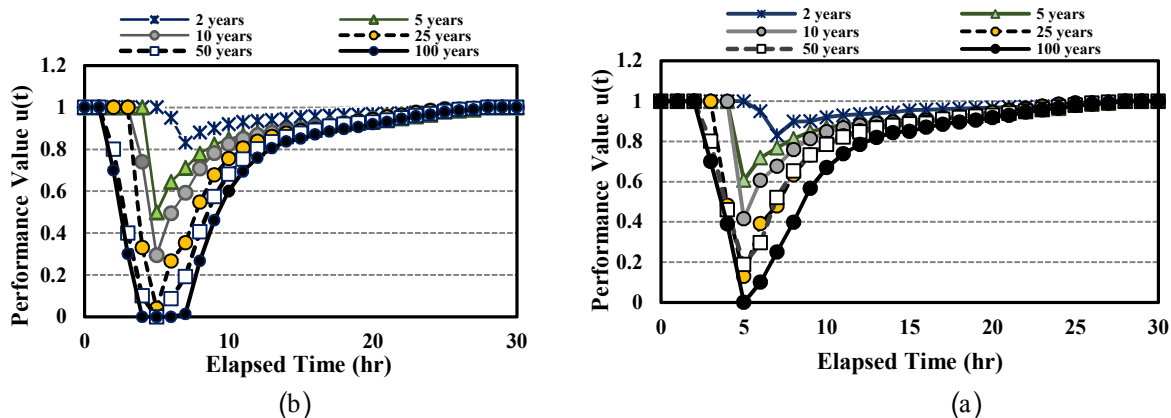 2 years 5 years
10 years 25 years
50 years 100 years
1.2
1
0.8
0.6
0.4
0.2
0
0 10 20 30
Performance Value u(t)
Elapsed Time (hr)
(b)
2 years 5 years
10 years 25 years
50 years 100 years
1.2
1
0.8
0.6
0.4
0.2
0
0 5 10 15 20 25 30
Performance Value u(t)
Elapsed Time (hr)
(a)